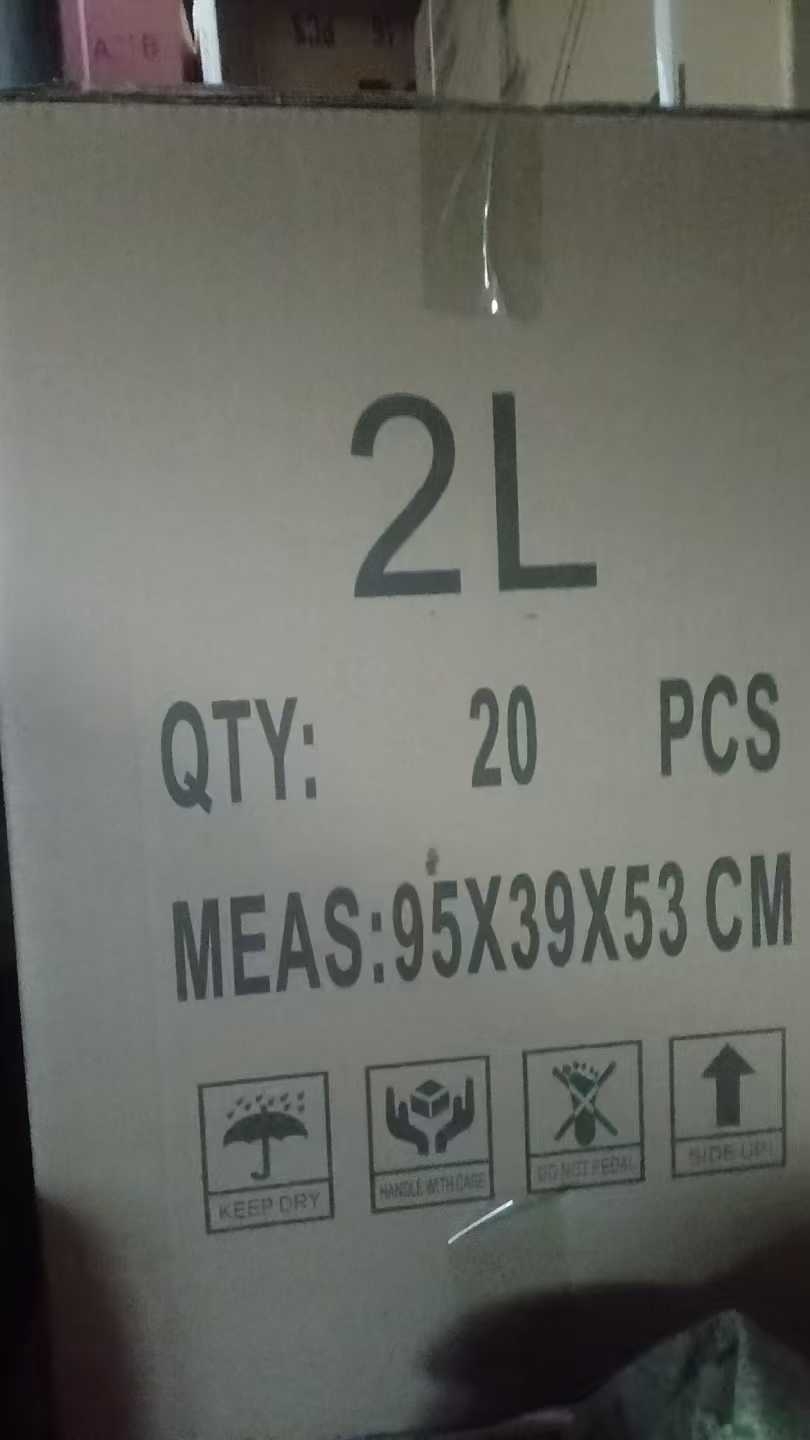 2L
QTY: 20 PCS
MEAS:95X39X53 CM
KEEP DRY
HANDLE WITH CARE
DO NOT PEDAL
SIDE UP!